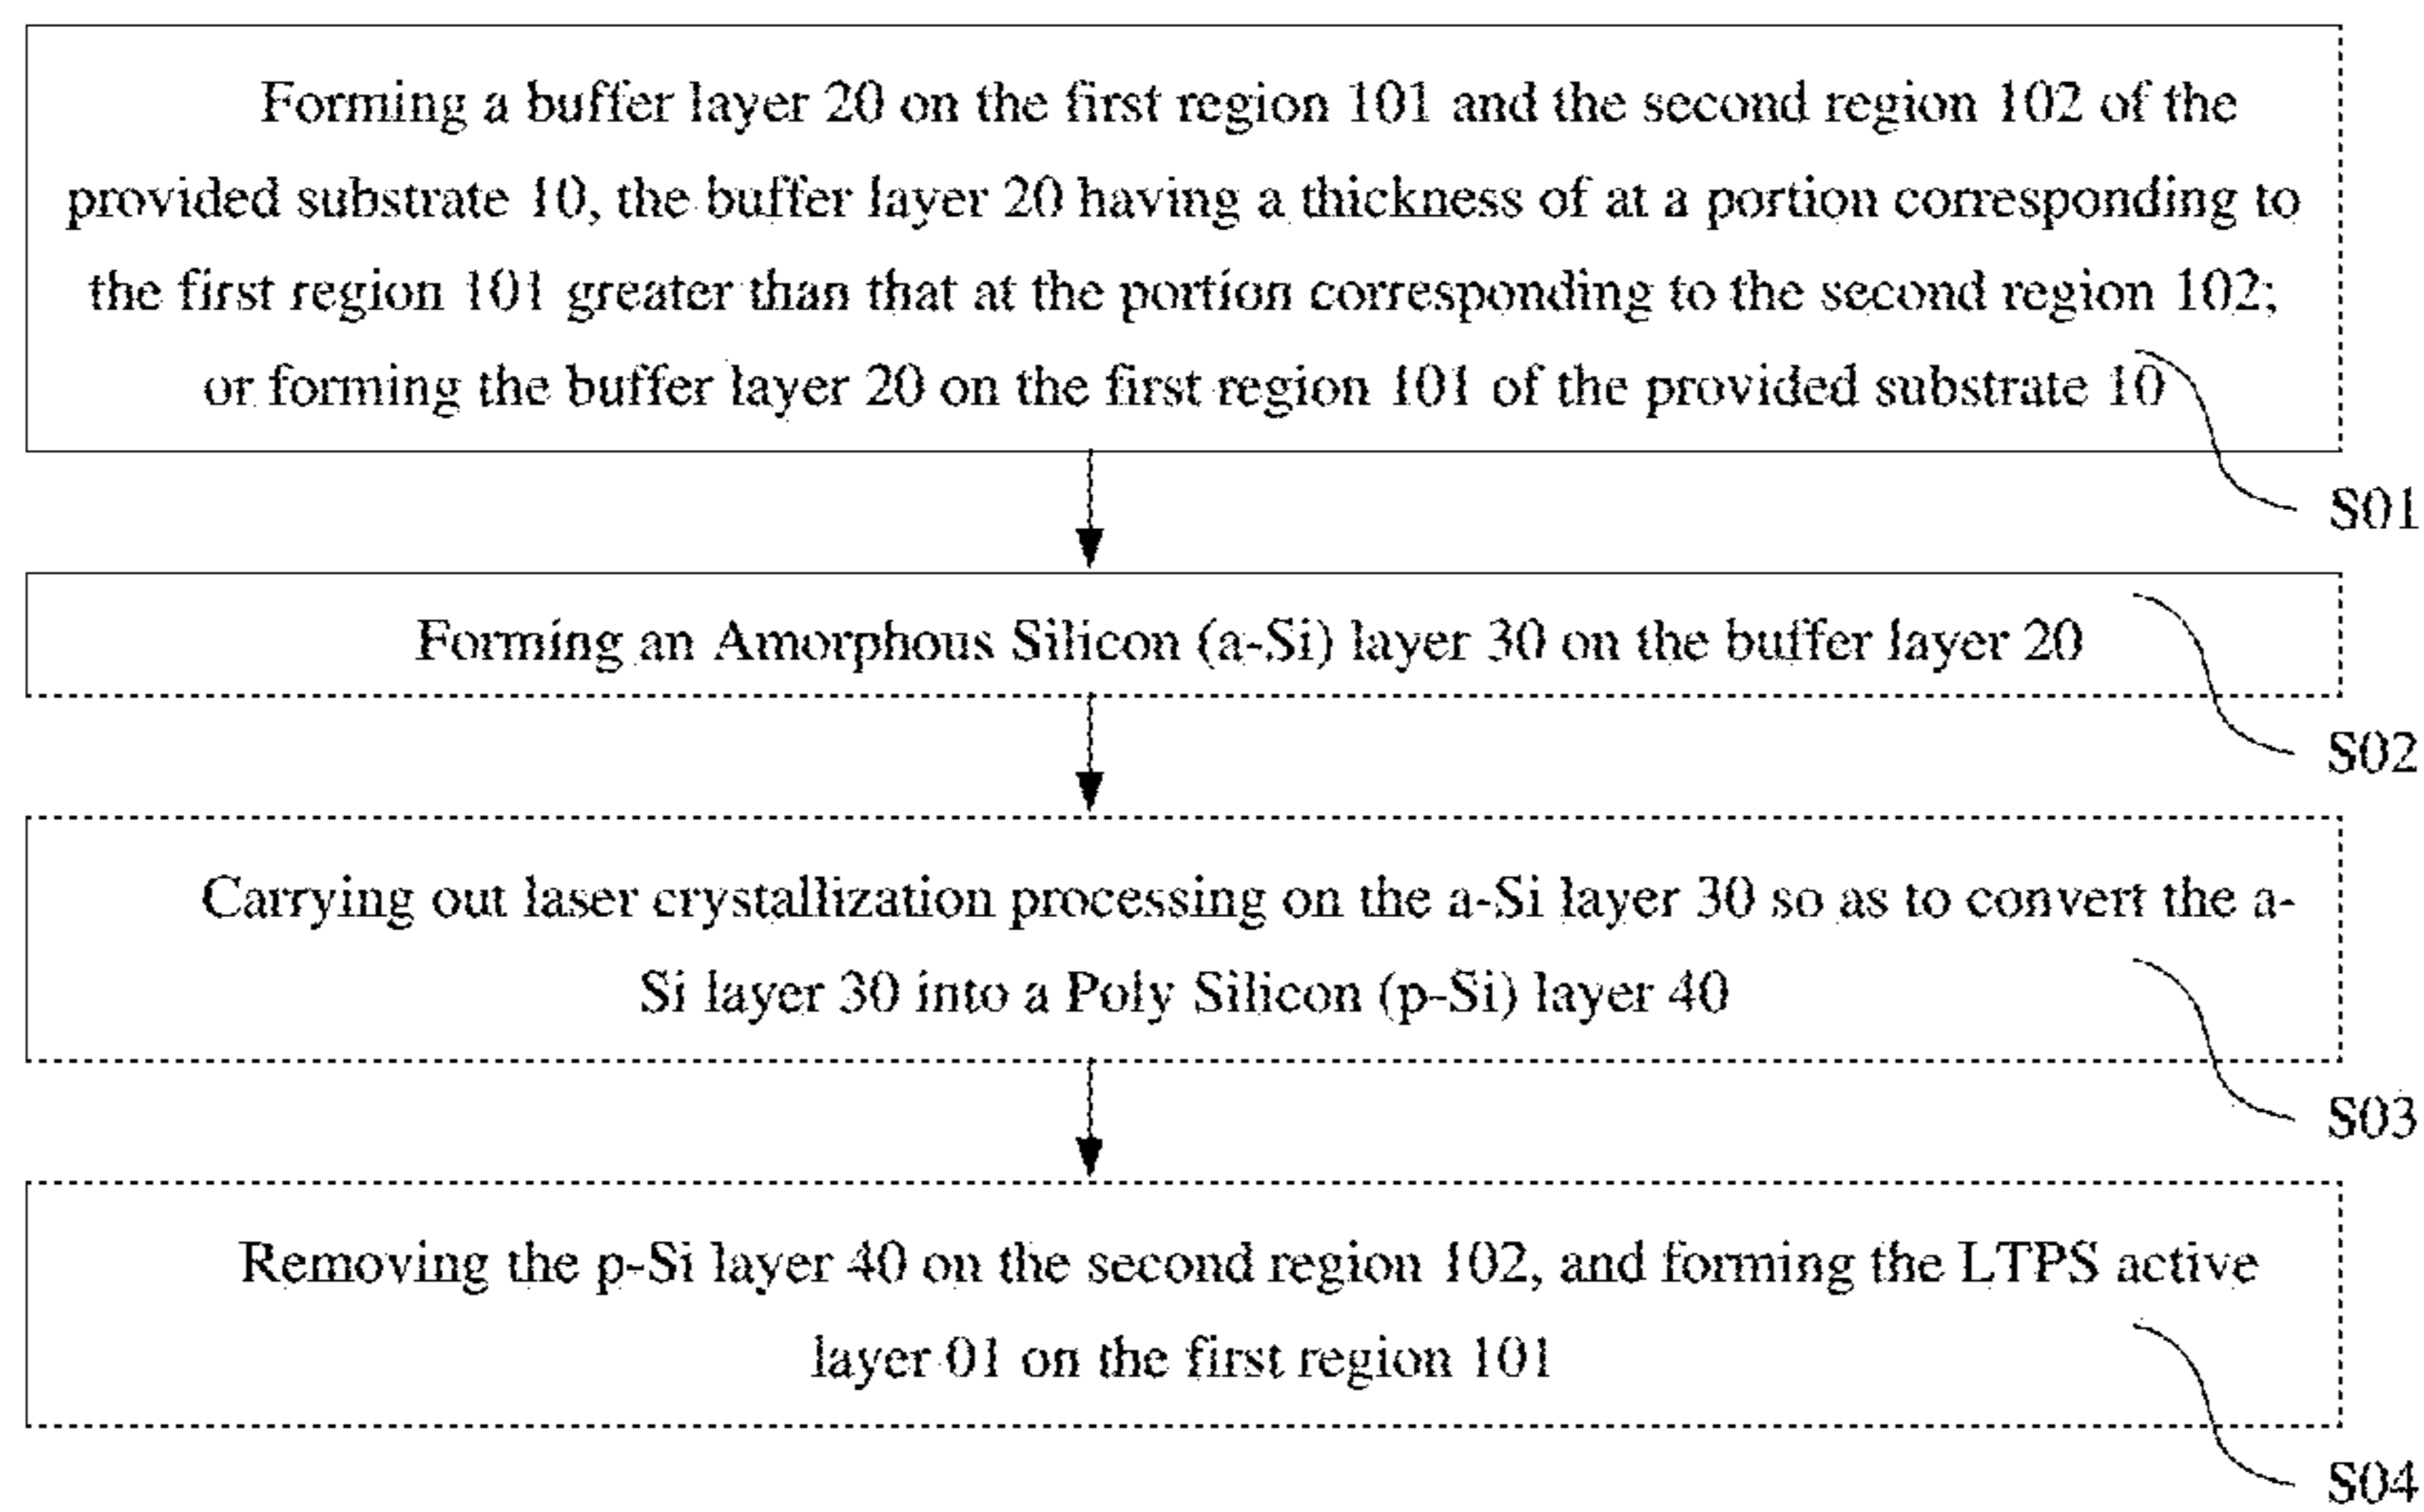 Forming a buffer layer 20 on the first region 101 and the second region 102 of the
provided substrate 10, the buffer layer 20 having a thickness of at a portion corresponding to
the first region 101 greater than that at the portion corresponding to the second region 102;
or forming the buffer layer 20 on the first region 101 of the provided substrate 10
S01
Forming an Amorphous Silicon (a-Si) layer 30 on the buffer layer 20
S02
Carrying out laser crystallization processing on the a-Si layer 30 so as to convert the a-
Si layer 30 into a Poly Silicon (p-Si) layer 40
S03
Removing the p-Si layer 40 on the second region 102, and forming the LTPS active
layer 01 on the first region 101
S04